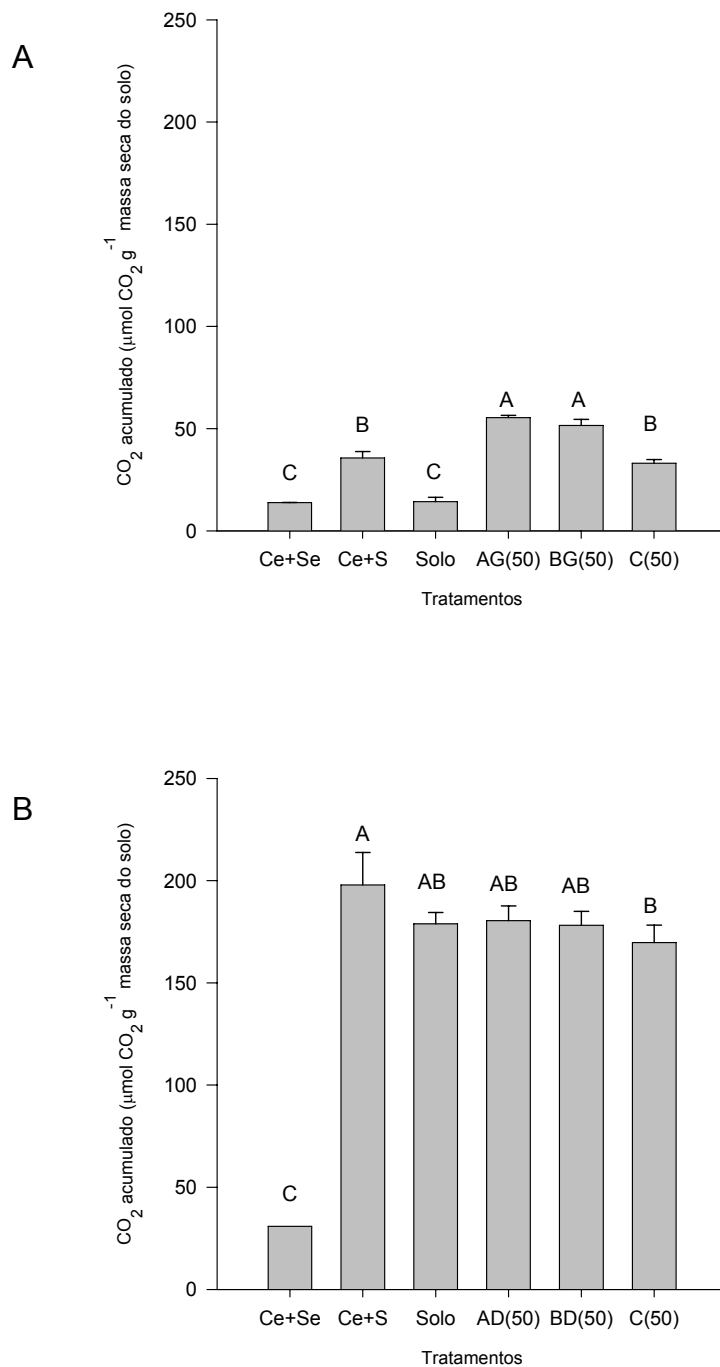 A
CO2 acumulado (μmol CO2 g-1 massa seca do solo)
250
200
150
100
50
0
C
B
C
A
A
B
Ce+Se Ce+S Solo AG(50) BG(50) C(50)
Tratamentos
B
CO2 acumulado (μmol CO2 g-1 massa seca do solo)
250
200
150
100
50
0
C
A
AB
AB
AB
B
Ce+Se Ce+S Solo AD(50) BD(50) C(50)
Tratamentos